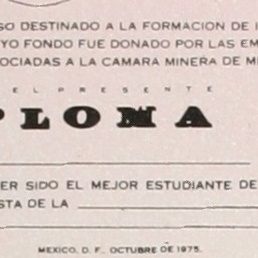 SO DESTINADO A LA FORMACION DE I
YO FONDO FUE DONADO POR LAS EM
OCIADAS A LA CAMARA MINERA DE M
EL PRESENTE
PLOMA
ER SIDO EL MEJOR ESTUDIANTE DE
STA DE LA
MEXICO, D. F., OCTUBRE DE 1975.